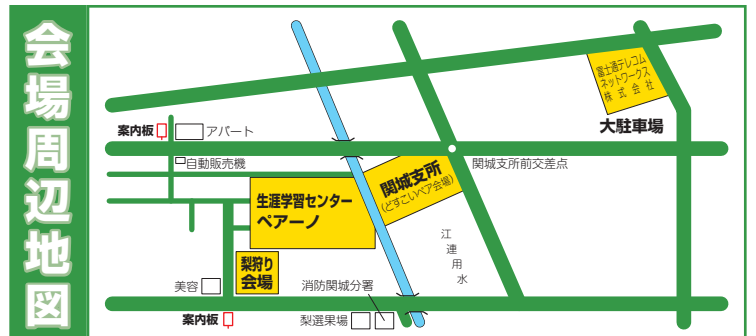 会場周辺地図
富士通テレコム
ネットワークス
株式会社
大駐車場
案内板
アパート
自動販売機
関城支所
(どすこいペア会場)
関城支所前交差点
生涯学習センター
ペアーノ
江連用水
梨狩り
会場
美容
消防関城分署
案内板
梨選果場